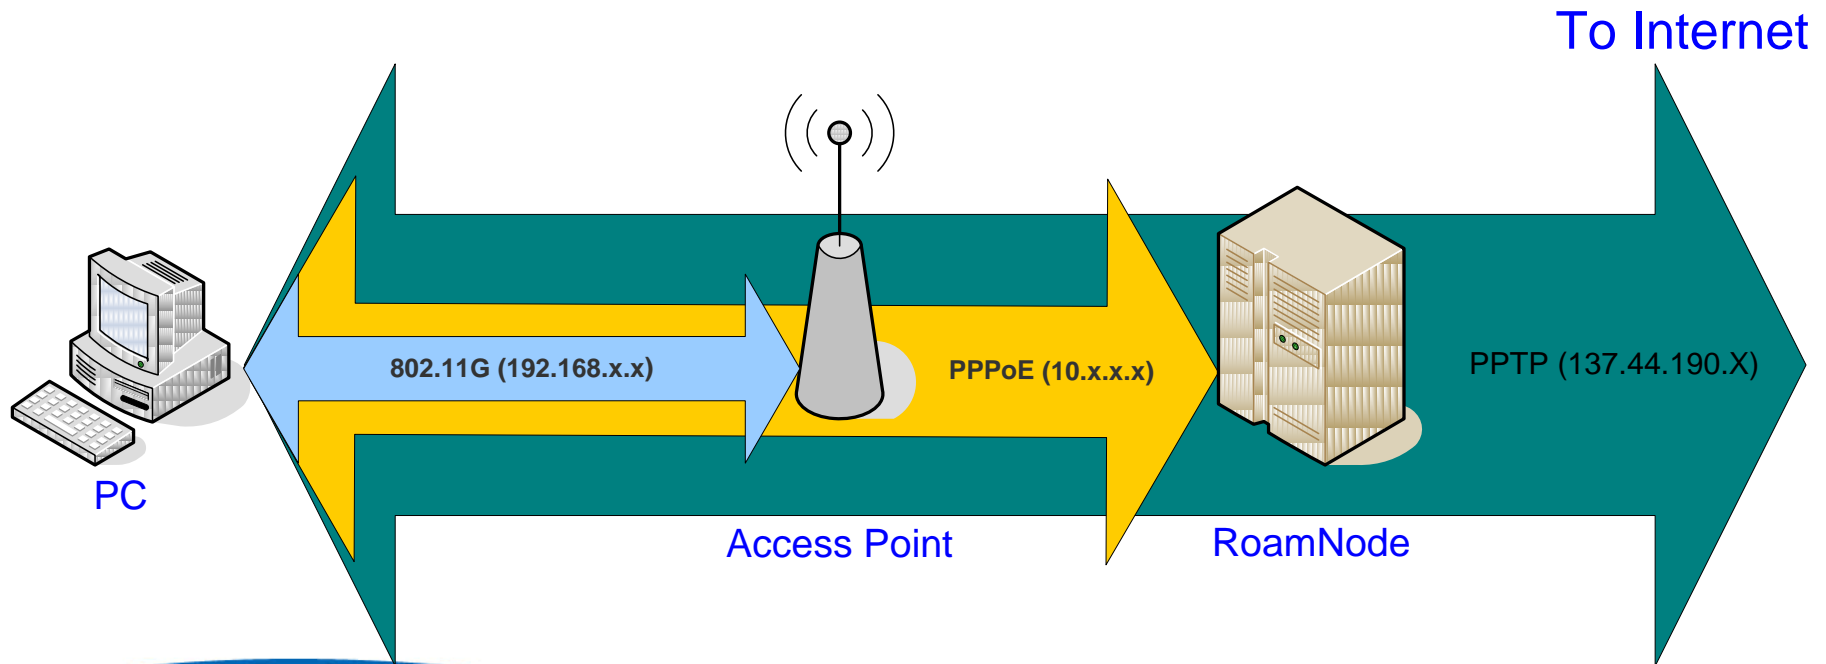 To Internet
802.11G (192.168.x.x)
PPPoE (10.x.x.x)
PPTP (137.44.190.X)
PC
Access Point
RoamNode